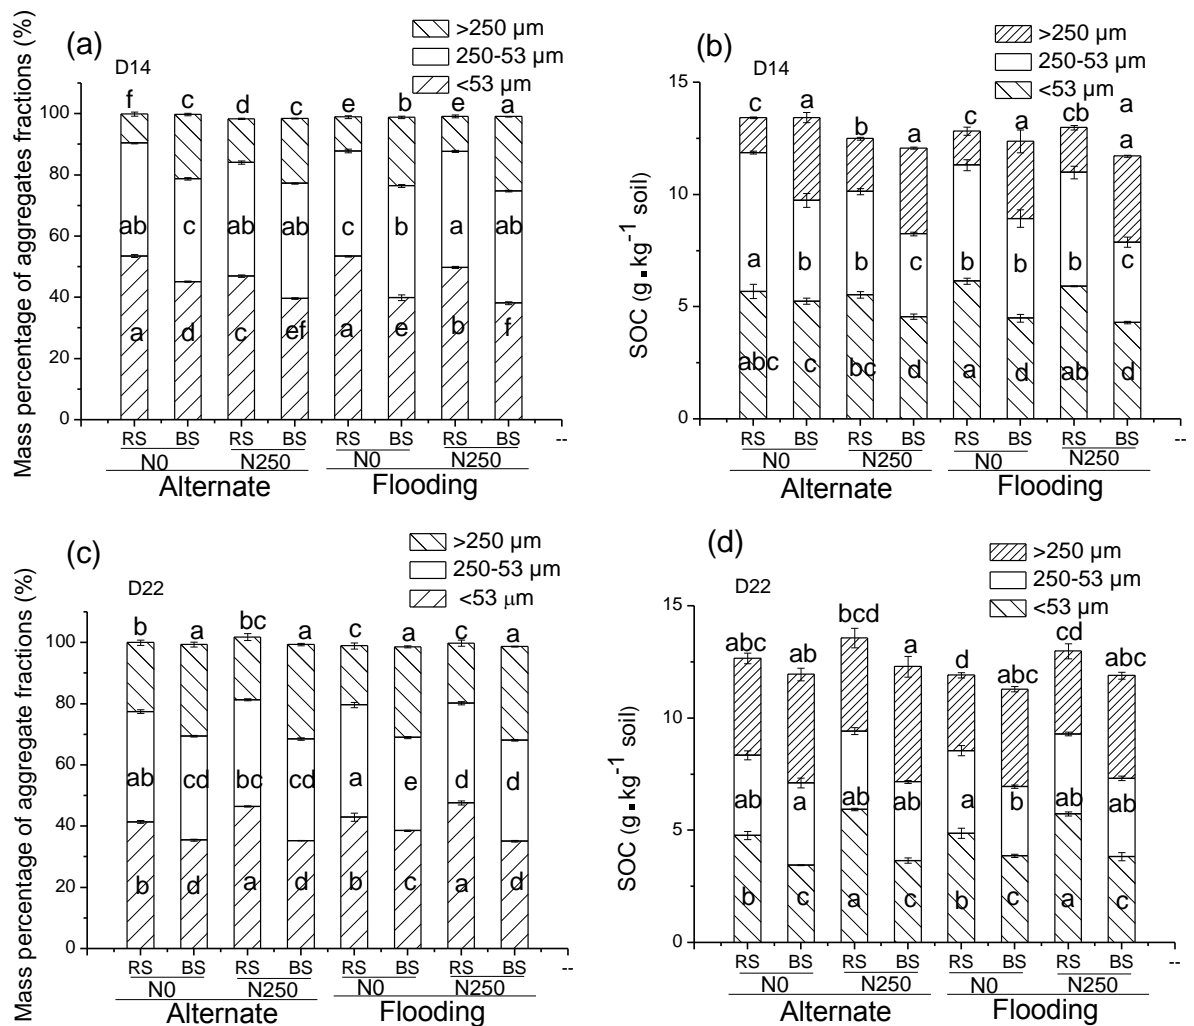 (a)
D14
>250 µm
250-53 µm
<53 µm
Mass percentage of aggregates fractions (%)
100
80
60
40
20
0
f c d c e b e a
ab c ab ab c b a ab
a d c ef a e b f
RS BS RS BS RS BS RS BS --
N0 N250 N0 N250
Alternate Flooding
(b)
D14
>250 µm
250-53 µm
<53 µm
SOC (g▪kg⁻¹ soil)
15
10
5
0
a
c a b a c a cb a
a b b c b b b c
abc c bc d a d ab d
RS BS RS BS RS BS RS BS --
N0 N250 N0 N250
Alternate Flooding
(c)
D22
>250 µm
250-53 µm
<53 µm
Mass percentage of aggregate fractions (%)
100
80
60
40
20
0
b a bc a c a c a
ab cd bc cd a e d d
b d a d b c a d
RS BS RS BS RS BS RS BS --
N0 N250 N0 N250
Alternate Flooding
(d)
D22
>250 µm
250-53 µm
<53 µm
SOC (g▪kg⁻¹ soil)
15
10
5
0
abc ab bcd a d abc cd abc
ab a ab ab a b ab ab
b c a c b c a c
RS BS RS BS RS BS RS BS --
N0 N250 N0 N250
Alternate Flooding